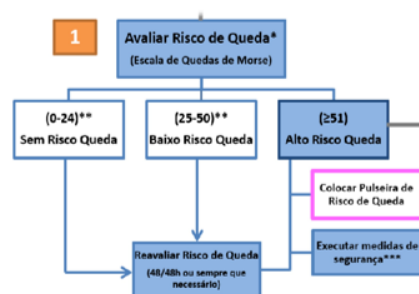 1
Avaliar Risco de Queda*
(Escala de Quedas de Morse)
(0-24)**
Sem Risco Queda
(25-50)**
Baixo Risco Queda
(≥51)
Alto Risco Queda
Colocar Pulseira de
Risco de Queda
Executar medidas de
segurança***
Reavaliar Risco de Queda
(48/48h ou sempre que
necessário)